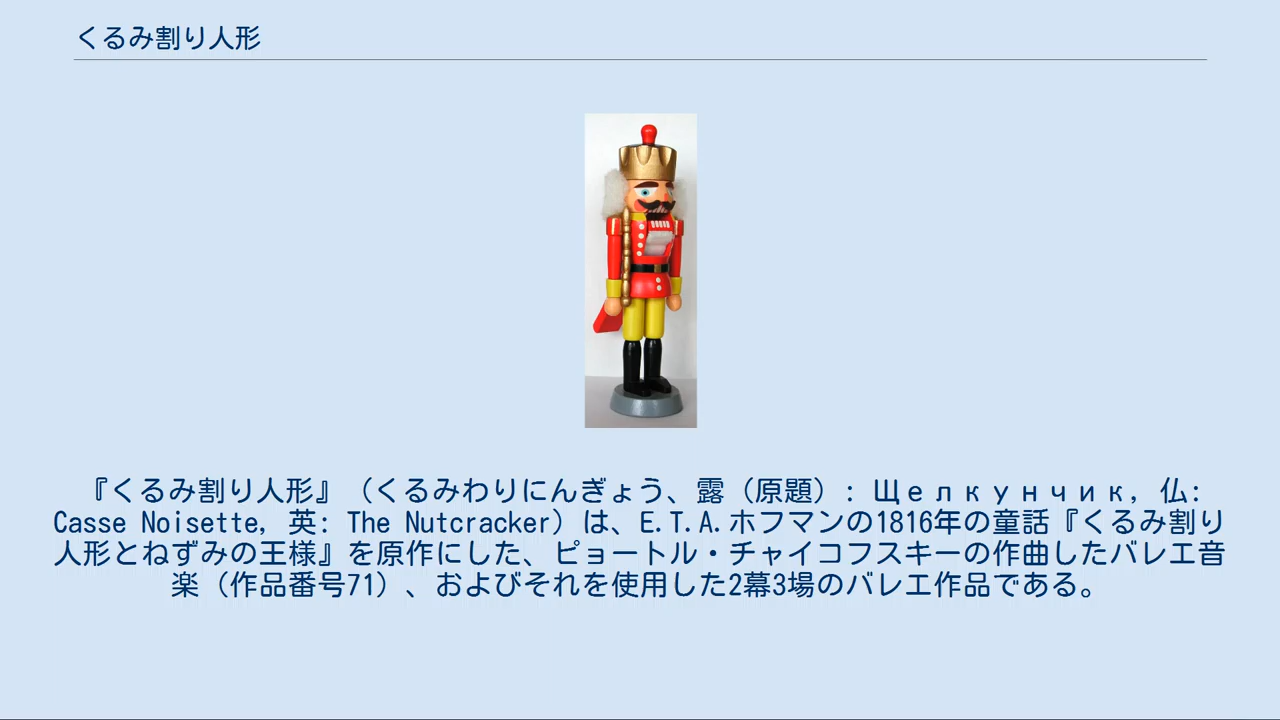 くるみ割り人形
『くるみ割り人形』（くるみわりにんぎょう、露（原題）: Щелкунчик, 仏:
Casse Noisette, 英: The Nutcracker）は、E.T.A.ホフマンの1816年の童話『くるみ割り
人形とねずみの王様』を原作にした、ピョートル・チャイコフスキーの作曲したバレエ音
楽（作品番号71）、およびそれを使用した2幕3場のバレエ作品である。